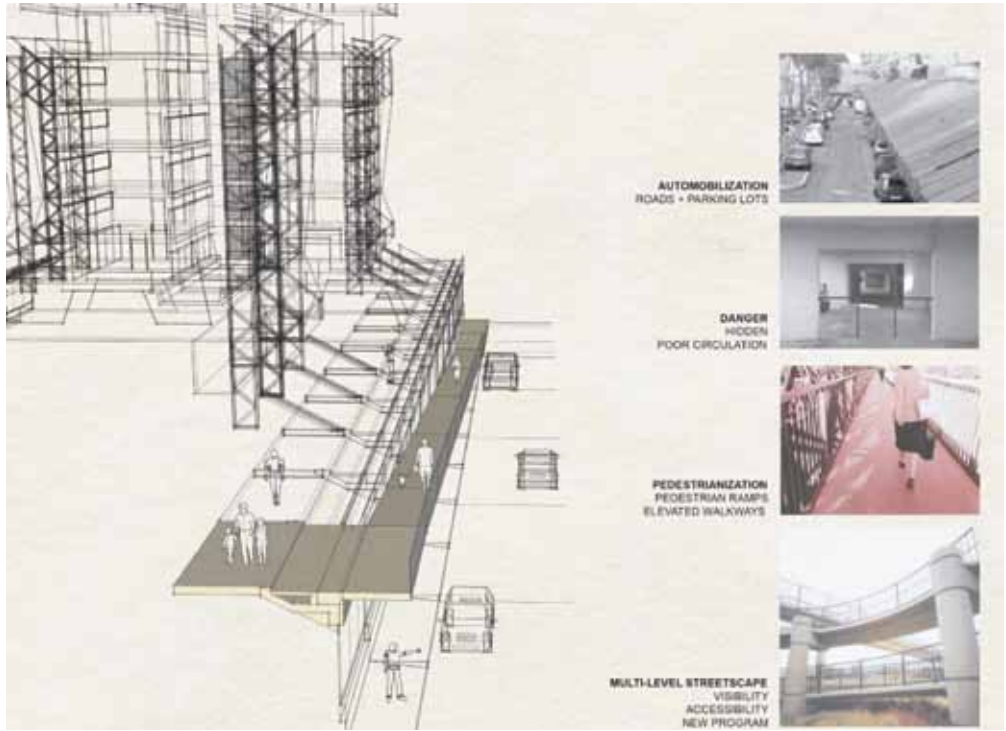 AUTOMOBILIZATION
ROADS + PARKING LOTS
DANGER
HIDDEN
POOR CIRCULATION
PEDESTRIANIZATION
PEDESTRIAN RAMPS
ELEVATED WALKWAYS
MULTI-LEVEL STREETSCAPE
VISIBILITY
ACCESSIBILITY
NEW PROGRAM